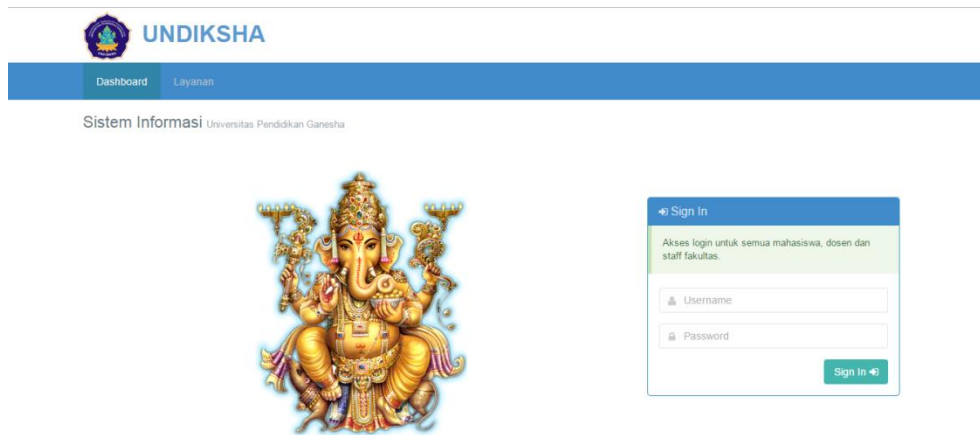 UNDIKSHA
Dashboard Layanan
Sistem Informasi Universitas Pendidikan Ganesha
Sign In
Akses login untuk semua mahasiswa, dosen dan
staff fakultas.
Username
Password
Sign In